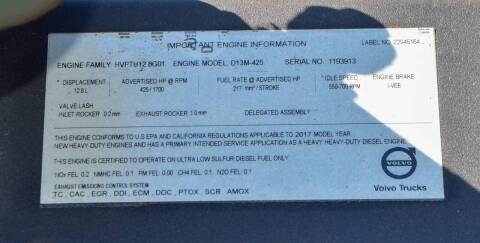 IMPORTANT ENGINE INFORMATION
LABEL NO. 22945164
ENGINE FAMILY: HVPTH12.8G01 ENGINE MODEL: D13M-425 SERIAL NO: 1193913
* DISPLACEMENT ADVERTISED HP @ RPM FUEL RATE @ ADVERTISED HP * IDLE SPEED ENGINE BRAKE
12.8 L 425 / 1700 217 mm³ / STROKE 550-700 RPM I-VEB
VALVE LASH
INLET ROCKER 0.2 mm EXHAUST ROCKER 1.0 mm DELEGATED ASSEMBLY
THIS ENGINE CONFORMS TO U.S EPA AND CALIFORNIA REGULATIONS APPLICABLE TO 2017 MODEL YEAR
NEW HEAVY-DUTY ENGINES AND HAS A PRIMARY INTENDED SERVICE APPLICATION AS A HEAVY HEAVY-DUTY DIESEL ENGINE
THIS ENGINE IS CERTIFIED TO OPERATE ON ULTRA LOW SULFUR DIESEL FUEL ONLY
NOx FEL 0.2 NMHC FEL 0.1 PM FEL 0.00 CH4 FEL 0.1 N2O FEL 0.1
EXHAUST EMISSIONS CONTROL SYSTEM
TC , CAC , EGR , DDI , ECM , DOC , PTOX , SCR , AMOX
VOLVO
Volvo Trucks